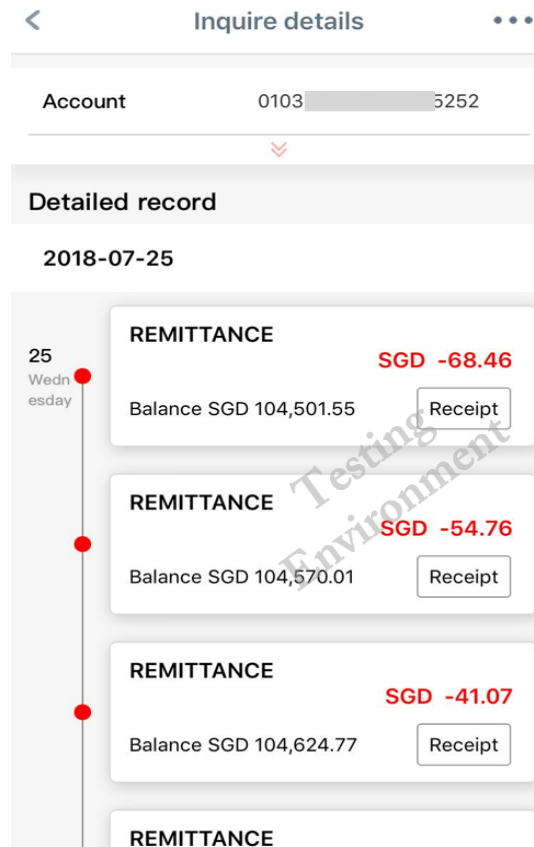 Inquire details
Account 0103 5252
Detailed record
2018-07-25
25
Wedn
esday
REMITTANCE
SGD -68.46
Balance SGD 104,501.55
Receipt
REMITTANCE
SGD -54.76
Balance SGD 104,570.01
Receipt
REMITTANCE
SGD -41.07
Balance SGD 104,624.77
Receipt
REMITTANCE
Testing
Environment